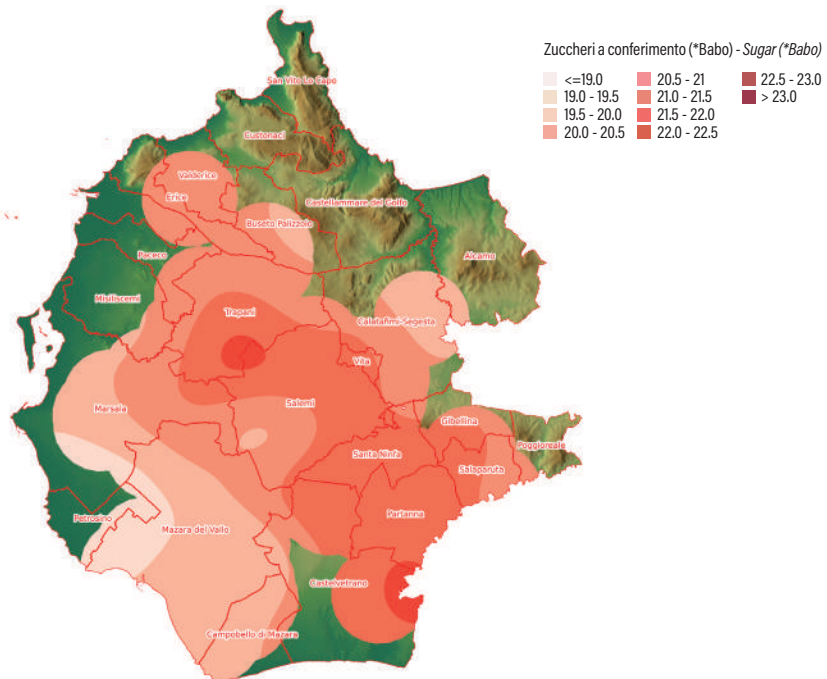 Zuccheri a conferimento (*Babo) - Sugar (*Babo)
<=19.0
19.0 - 19.5
19.5 - 20.0
20.0 - 20.5
20.5 - 21
21.0 - 21.5
21.5 - 22.0
22.0 - 22.5
22.5 - 23.0
> 23.0
San Vito Lo Capo
Custonaci
Valderice
Erice
Castellammare del Golfo
Buseto Palizzolo
Paceco
Alcamo
Misiliscemi
Trapani
Calatafimi-Segesta
Vita
Marsala
Salemi
Gibellina
Poggioreale
Santa Ninfa
Salaparuta
Partanna
Petrosino
Mazara del Vallo
Castelvetrano
Campobello di Mazara